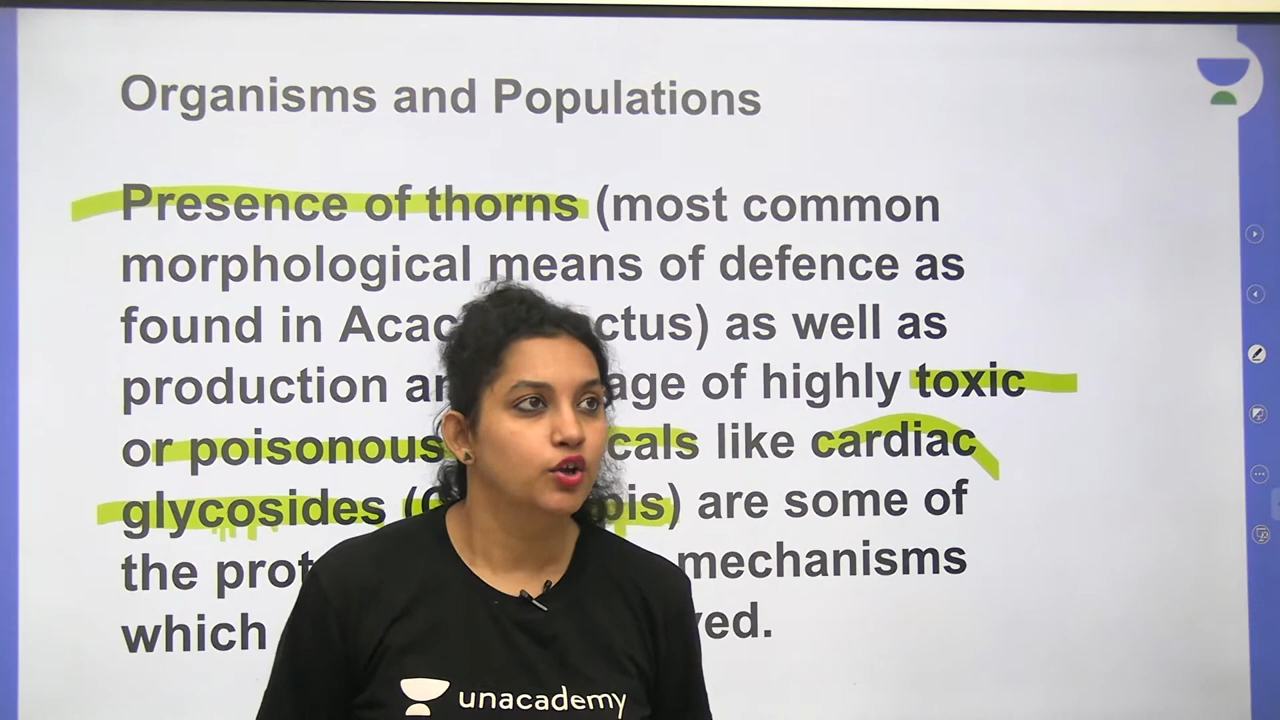 Organisms and Populations
Presence of thorns (most common
morphological means of defence as
found in Acac ctus) as well as
production an age of highly toxic
or poisonous cals like cardiac
glycosides (C pis) are some of
the prot mechanisms
which ved.
unacademy